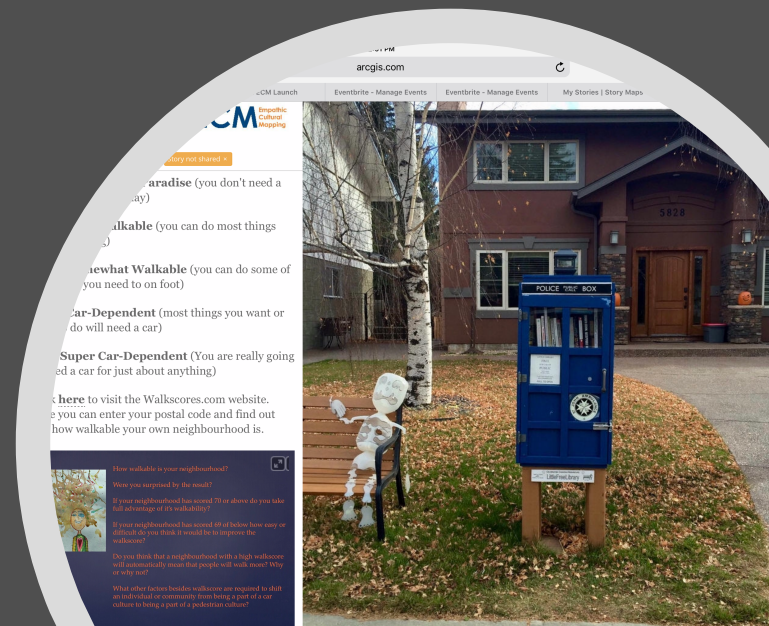 arcgis.com
ECM Launch
Eventbrite - Manage Events
Eventbrite - Manage Events
My Stories | Story Maps
CM Empathic
Cultural
Mapping
story not shared ×
aradise (you don't need a
ay)
alkable (you can do most things
mewhat Walkable (you can do some of
you need to on foot)
Car-Dependent (most things you want or
do will need a car)
Super Car-Dependent (You are really going
ed a car for just about anything)
here to visit the Walkscores.com website.
e you can enter your postal code and find out
how walkable your own neighbourhood is.
How walkable is your neighbourhood?
Were you surprised by the result?
If your neighbourhood has scored 70 or above do you take
full advantage of it's walkability?
If your neighbourhood has scored 69 of below how easy or
difficult do you think it would be to improve the
walkscore?
Do you think that a neighbourhood with a high walkscore
will automatically mean that people will walk more? Why
or why not?
What other factors besides walkscore are required to shift
an individual or community from being a part of a car
culture to being a part of a pedestrian culture?
5828
POLICE BOX
LittleFreeLibrary